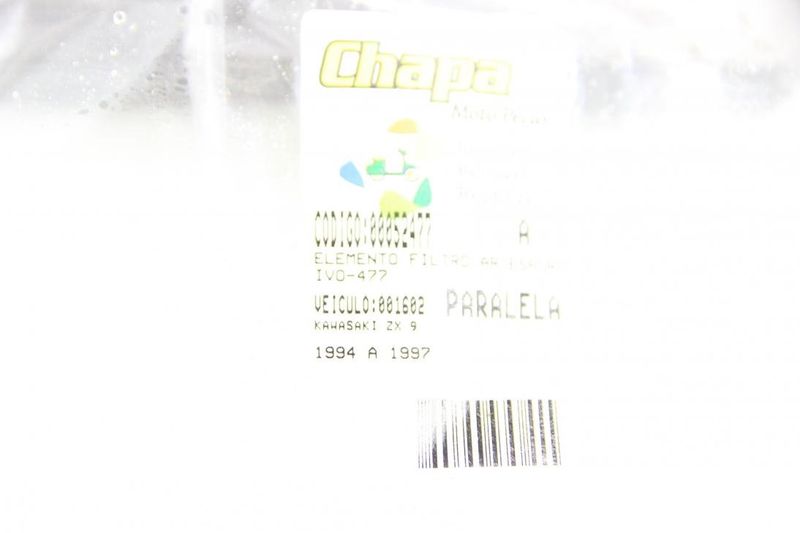 Chapa
Moto Peças
CODIGO:00052477 A
ELEMENTO FILTRO AR
IVO-477
VEICULO:001602 PARALELA
KAWASAKI ZX 9
1994 A 1997